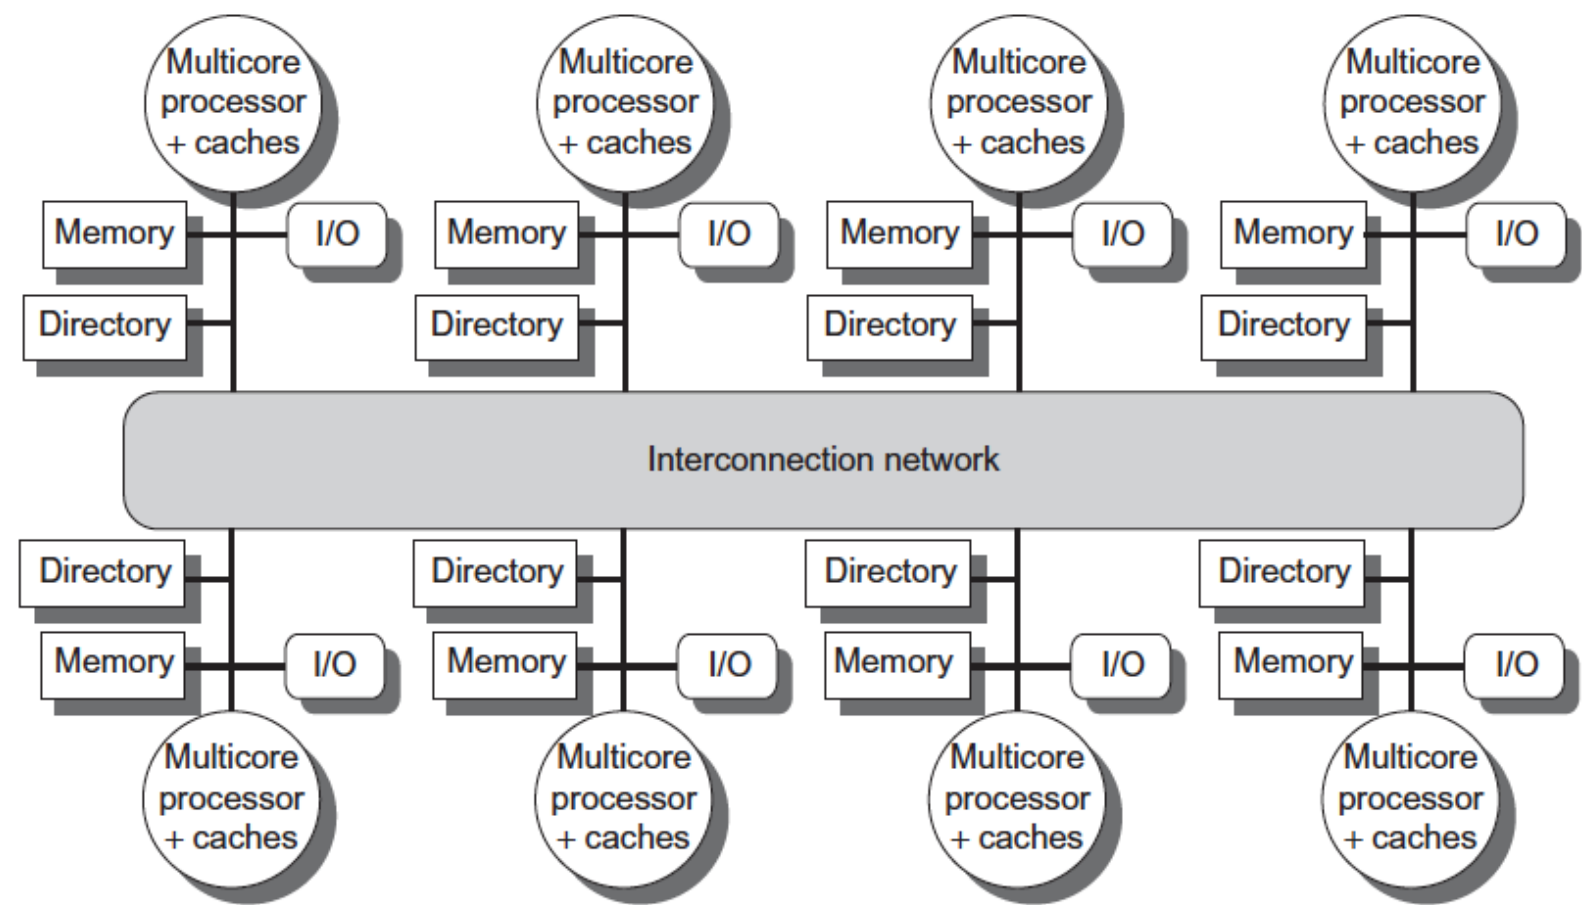 Multicore
processor
+ caches
Multicore
processor
+ caches
Multicore
processor
+ caches
Multicore
processor
+ caches
Memory
I/O
Memory
I/O
Memory
I/O
Memory
I/O
Directory
Directory
Directory
Directory
Interconnection network
Directory
Directory
Directory
Directory
Memory
I/O
Memory
I/O
Memory
I/O
Memory
I/O
Multicore
processor
+ caches
Multicore
processor
+ caches
Multicore
processor
+ caches
Multicore
processor
+ caches